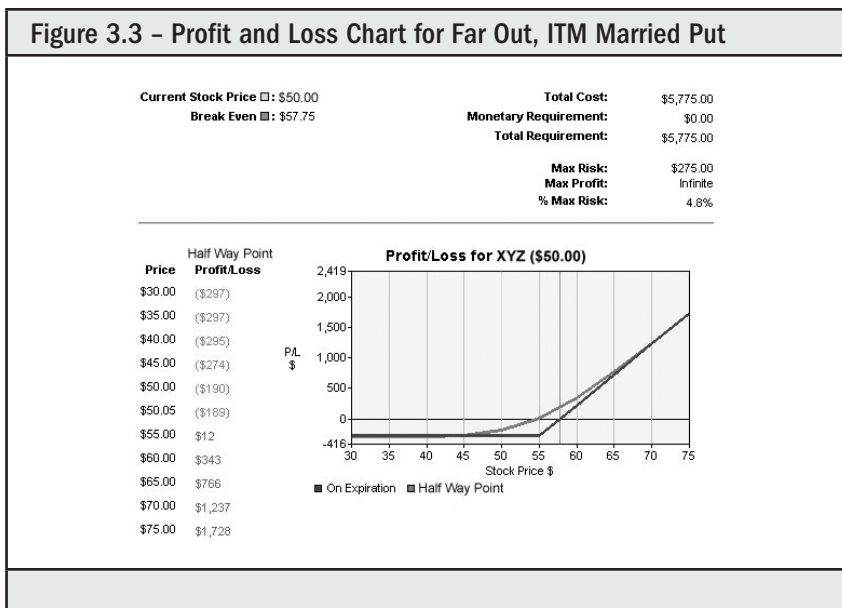 Figure 3.3 – Profit and Loss Chart for Far Out, ITM Married Put
Current Stock Price : $50.00
Break Even : $57.75
Total Cost: $5,775.00
Monetary Requirement: $0.00
Total Requirement: $5,775.00
Max Risk: $275.00
Max Profit: Infinite
% Max Risk: 4.8%
Half Way Point
Price Profit/Loss
$30.00 ($297)
$35.00 ($297)
$40.00 ($295)
$45.00 ($274)
$50.00 ($190)
$50.05 ($189)
$55.00 $12
$60.00 $343
$65.00 $766
$70.00 $1,237
$75.00 $1,728
Profit/Loss for XYZ ($50.00)
P/L
$
2,419
2,000
1,500
1,000
500
0
-416
30 35 40 45 50 55 60 65 70 75
Stock Price $
On Expiration Half Way Point